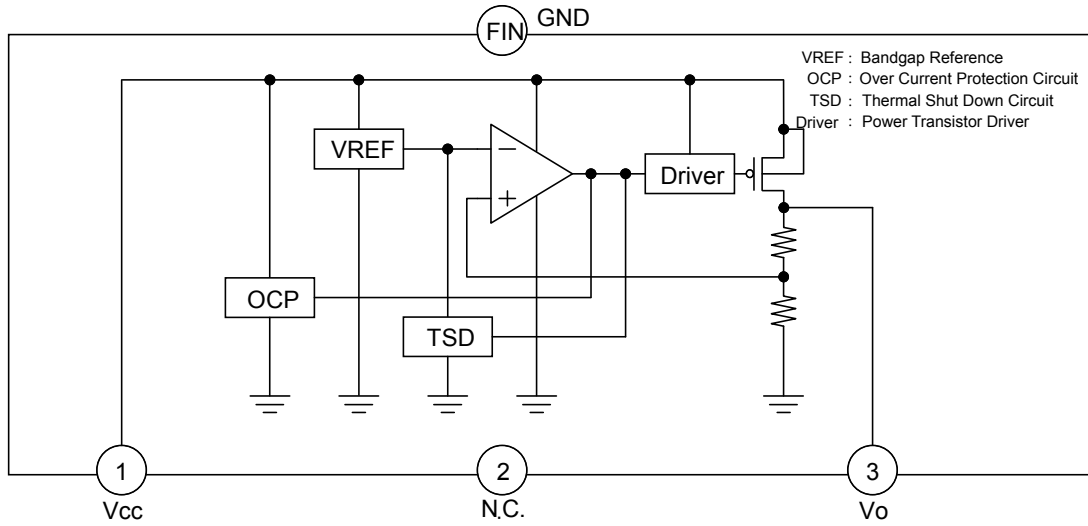 FIN GND
VREF : Bandgap Reference
OCP : Over Current Protection Circuit
TSD : Thermal Shut Down Circuit
Driver : Power Transistor Driver
VREF
−
+
Driver
OCP
TSD
1
2
3
Vcc
N.C.
Vo